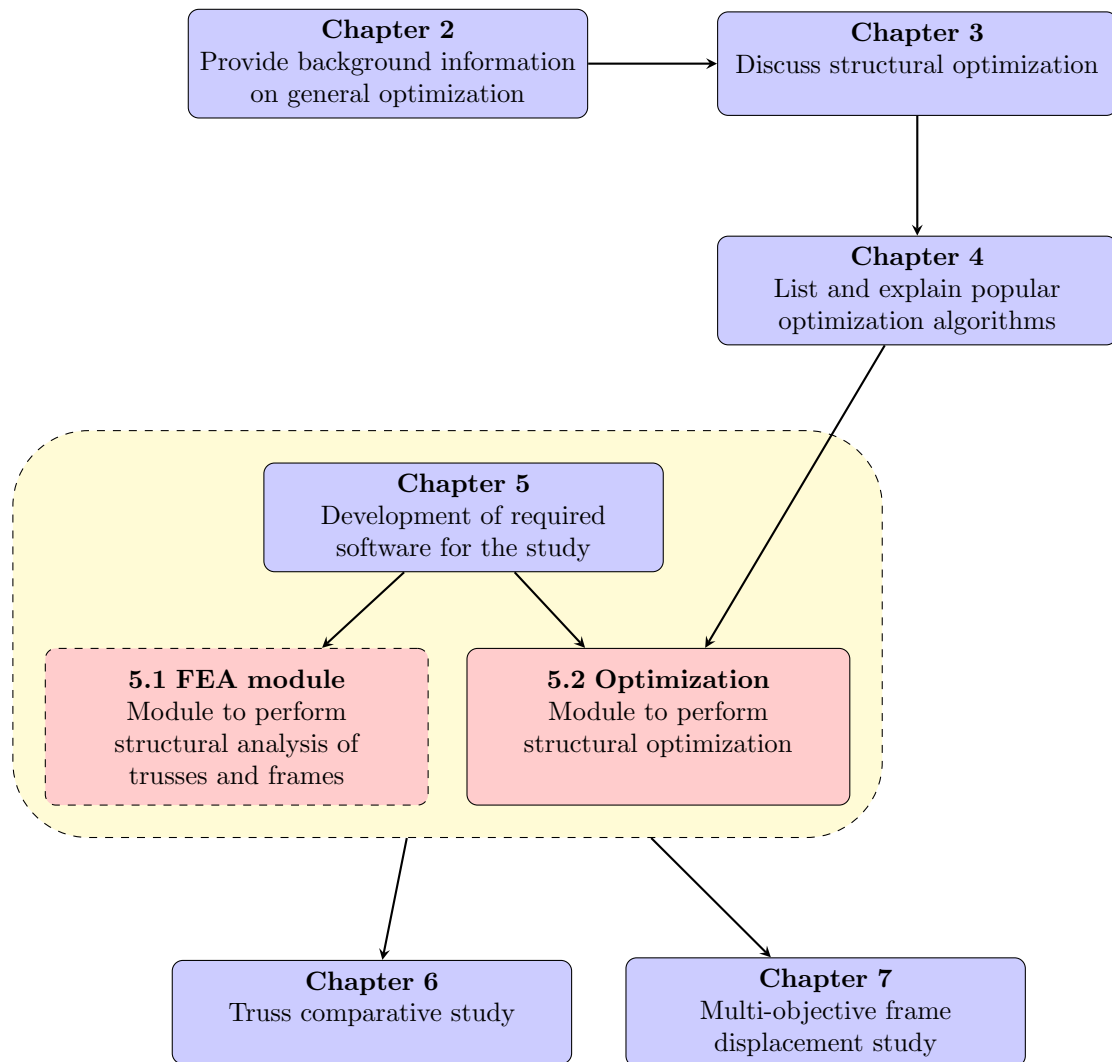 Chapter 2
Provide background information
on general optimization
Chapter 3
Discuss structural optimization
Chapter 4
List and explain popular
optimization algorithms
Chapter 5
Development of required
software for the study
5.1 FEA module
Module to perform
structural analysis of
trusses and frames
5.2 Optimization
Module to perform
structural optimization
Chapter 6
Truss comparative study
Chapter 7
Multi-objective frame
displacement study